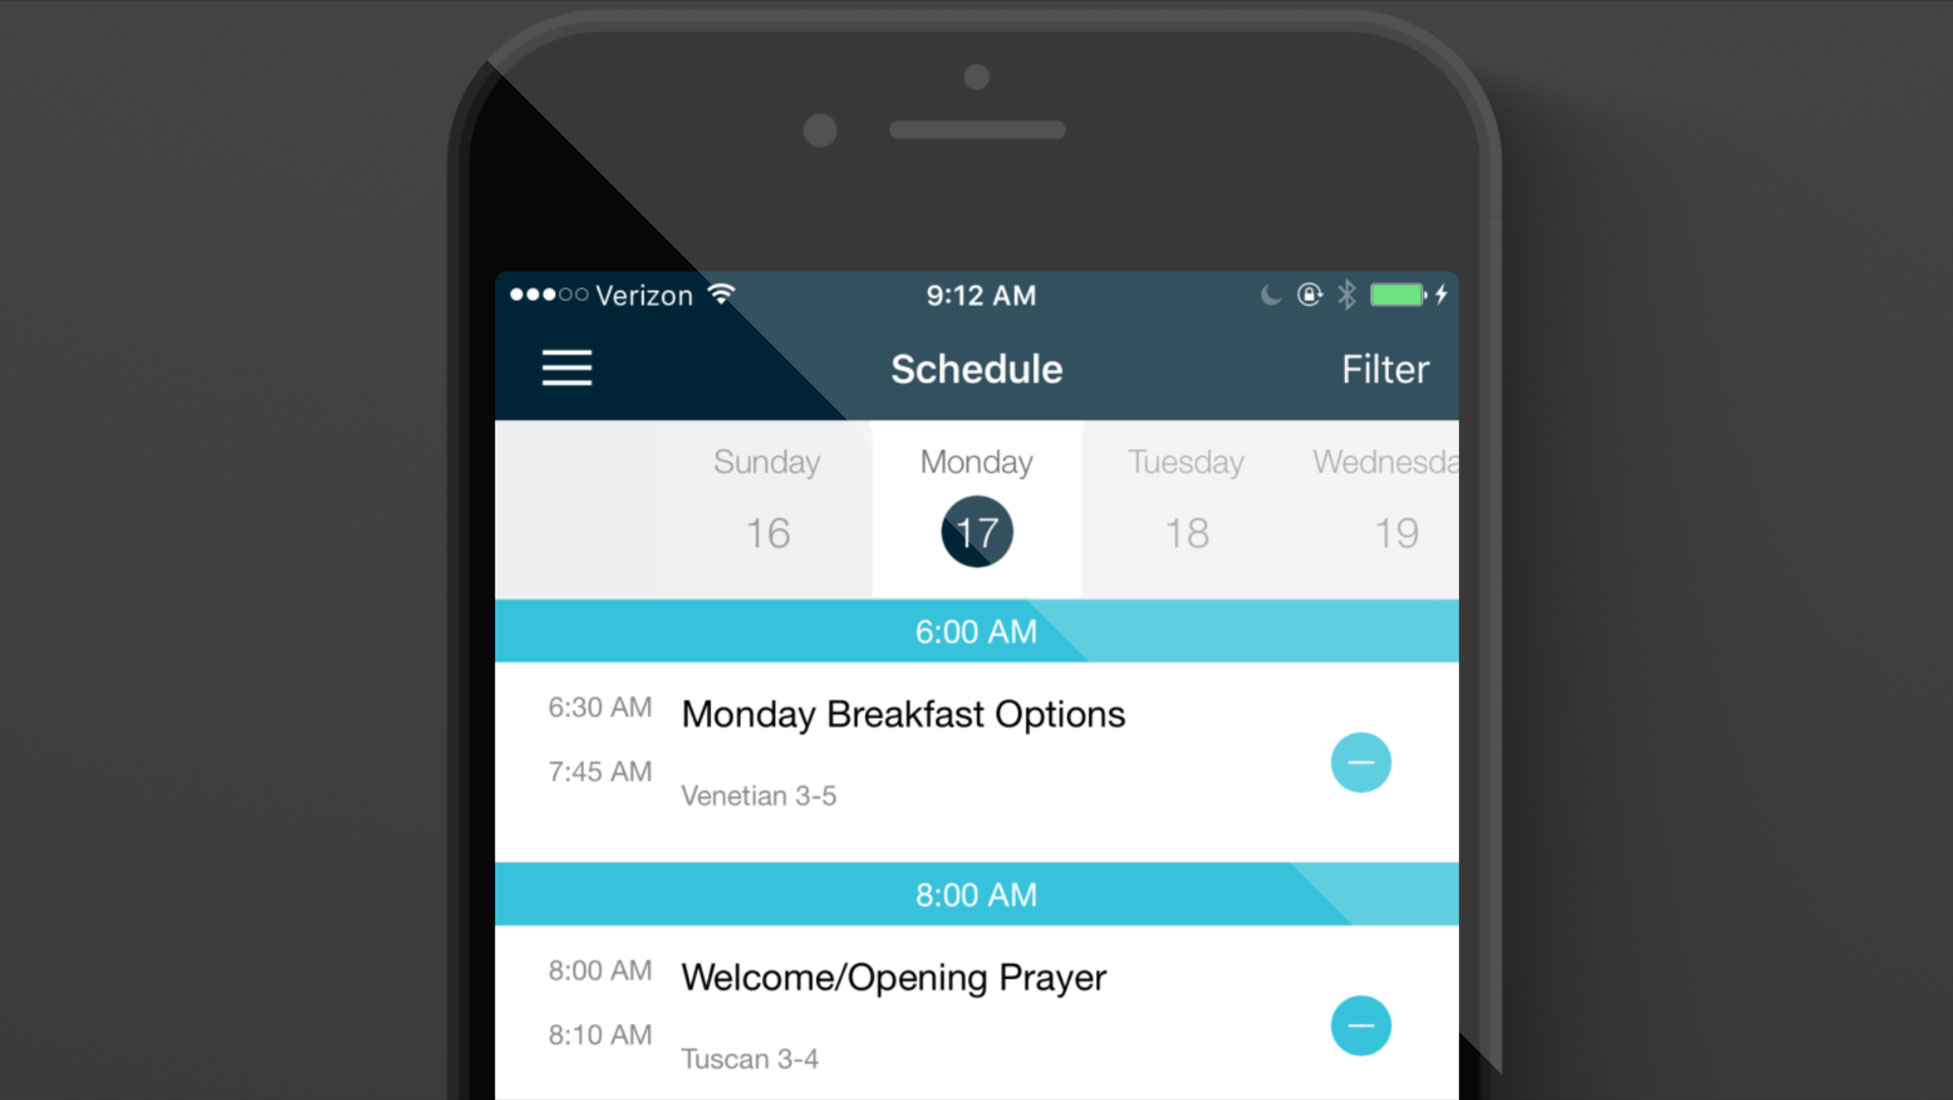 Verizon 9:12 AM
Schedule Filter
Sunday Monday Tuesday Wednesda
16 17 18 19
6:00 AM
6:30 AM Monday Breakfast Options
7:45 AM
Venetian 3-5
8:00 AM
8:00 AM Welcome/Opening Prayer
8:10 AM
Tuscan 3-4